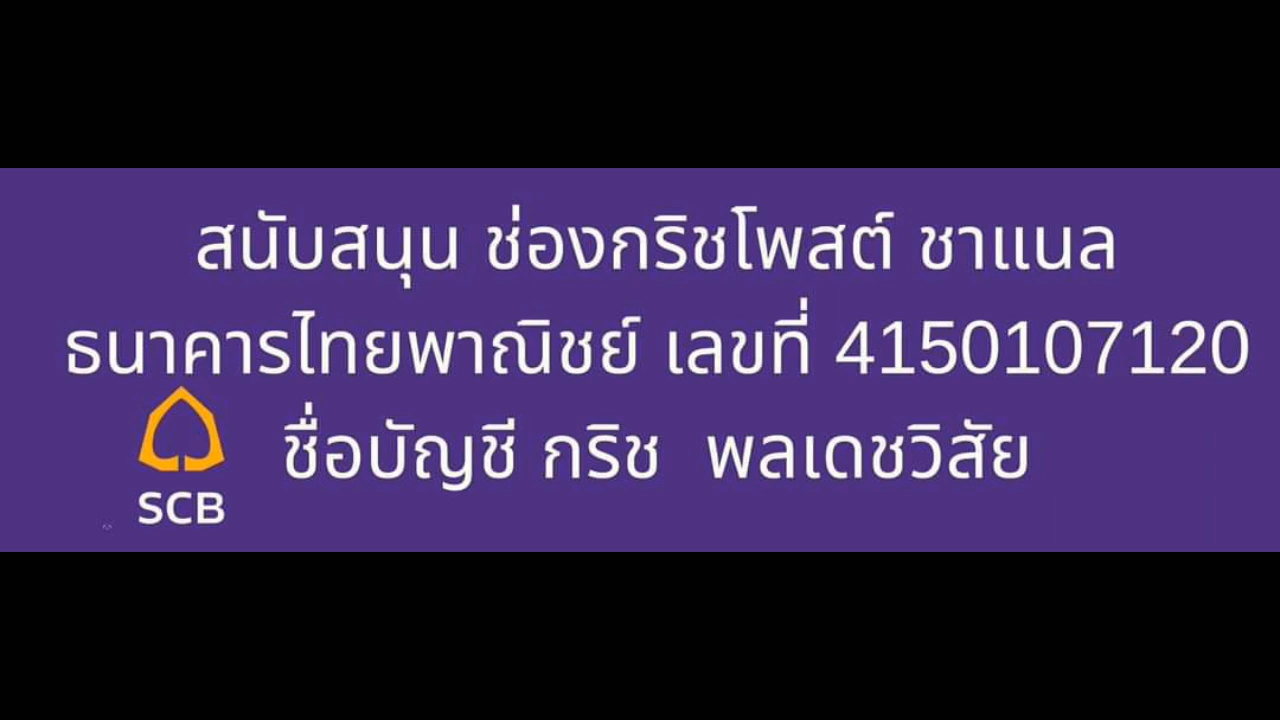 สนับสนุน ช่องกริชโพสต์ ชาแนล
ธนาคารไทยพาณิชย์ เลขที่ 4150107120
ชื่อบัญชี กริช  พลเดชวิสัย
SCB